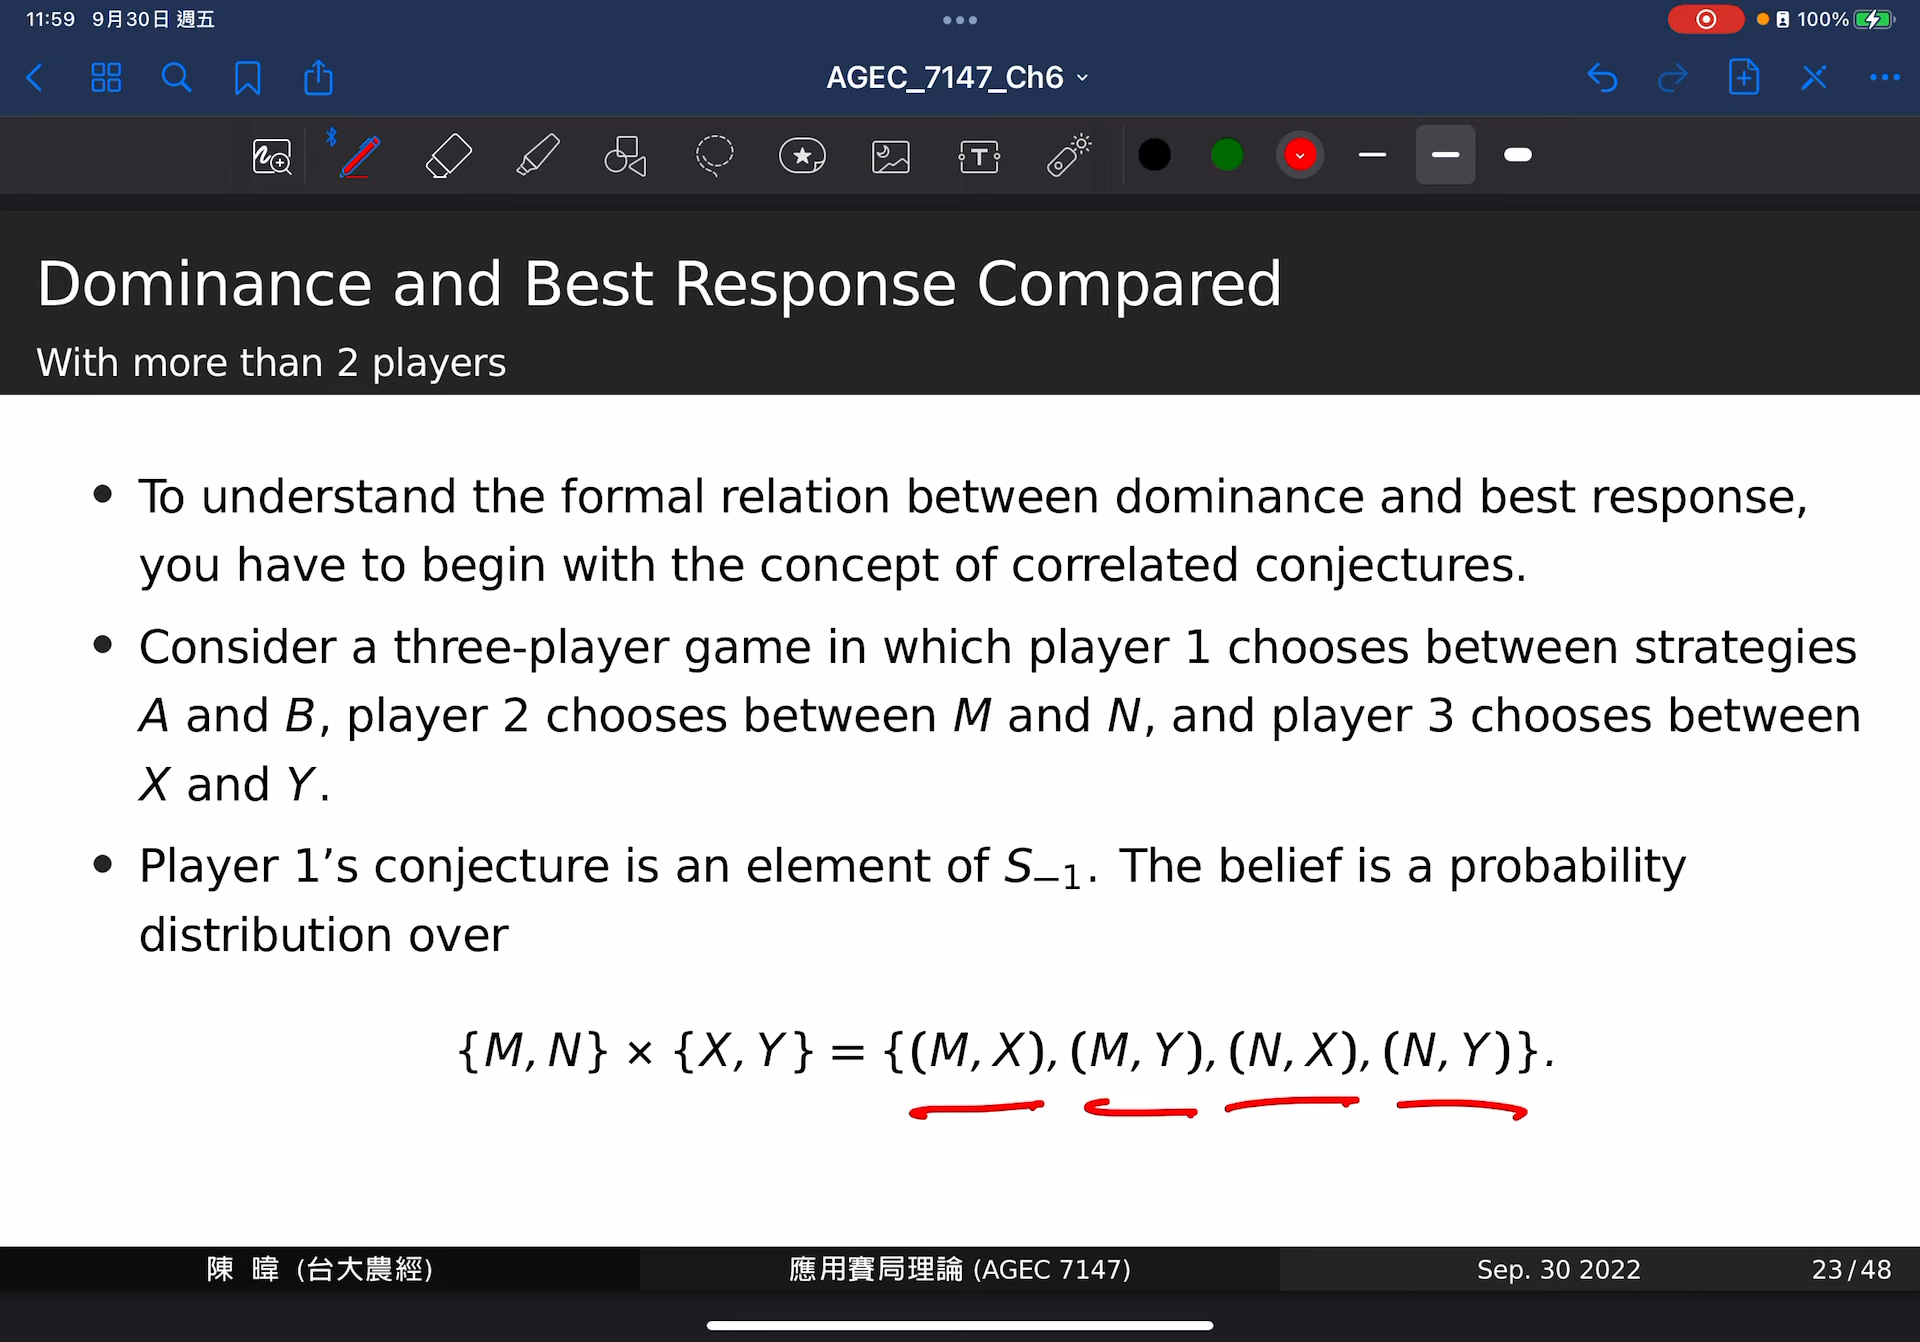 11:59 9月30日 週五
100%
AGEC_7147_Ch6
T
Dominance and Best Response Compared
With more than 2 players
• To understand the formal relation between dominance and best response,
you have to begin with the concept of correlated conjectures.
• Consider a three-player game in which player 1 chooses between strategies
A and B, player 2 chooses between M and N, and player 3 chooses between
X and Y.
• Player 1’s conjecture is an element of S₋₁. The belief is a probability
distribution over
{M, N} × {X, Y} = {(M, X), (M, Y), (N, X), (N, Y)}.
陳 暐 (台大農經)
應用賽局理論 (AGEC 7147)
Sep. 30 2022
23/48